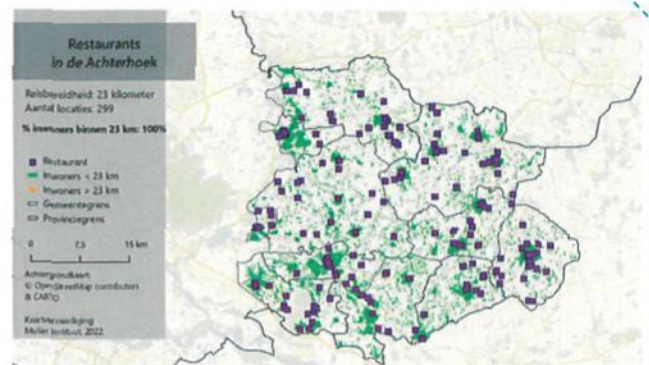 Restaurants
in de Achterhoek
Reisbereidheid: 23 kilometer
Aantal locaties: 299
% inwoners binnen 23 km: 100%
Restaurant
Inwoners < 23 km
Inwoners > 23 km
Gemeentegrens
Provinciegrens
0 7,5 15 km
Achtergrondkaart:
© OpenStreetMap contributors
& CARTO
Kaartvervaardiging:
Mulier Instituut, 2022